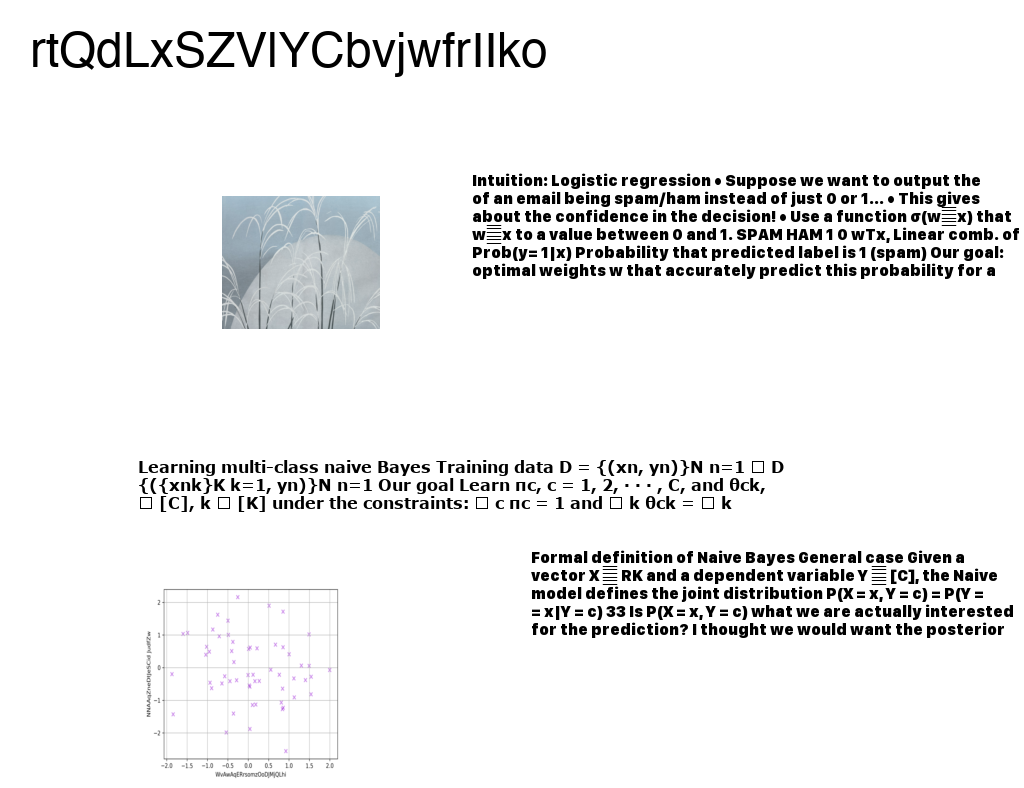 rtQdLxSZVlYCbvjwfrIIko
Intuition: Logistic regression • Suppose we want to output the
of an email being spam/ham instead of just 0 or 1... • This gives
about the confidence in the decision! • Use a function σ(w x) that
w x to a value between 0 and 1. SPAM HAM 1 0 wTx, Linear comb. of
Prob(y= 1|x) Probability that predicted label is 1 (spam) Our goal:
optimal weights w that accurately predict this probability for a
Learning multi-class naive Bayes Training data D = {(xn, yn)}N n=1 □ D
{({xnk}K k=1, yn)}N n=1 Our goal Learn πc, c = 1, 2, · · · , C, and θck,
□ [C], k □ [K] under the constraints: □ c πc = 1 and □ k θck = □ k
Formal definition of Naive Bayes General case Given a
vector X RK and a dependent variable Y [C], the Naive
model defines the joint distribution P(X = x, Y = c) = P(Y =
= x|Y = c) 33 Is P(X = x, Y = c) what we are actually interested
for the prediction? I thought we would want the posterior
2
1
0
−1
−2
−2.0 −1.5 −1.0 −0.5 0.0 0.5 1.0 1.5 2.0